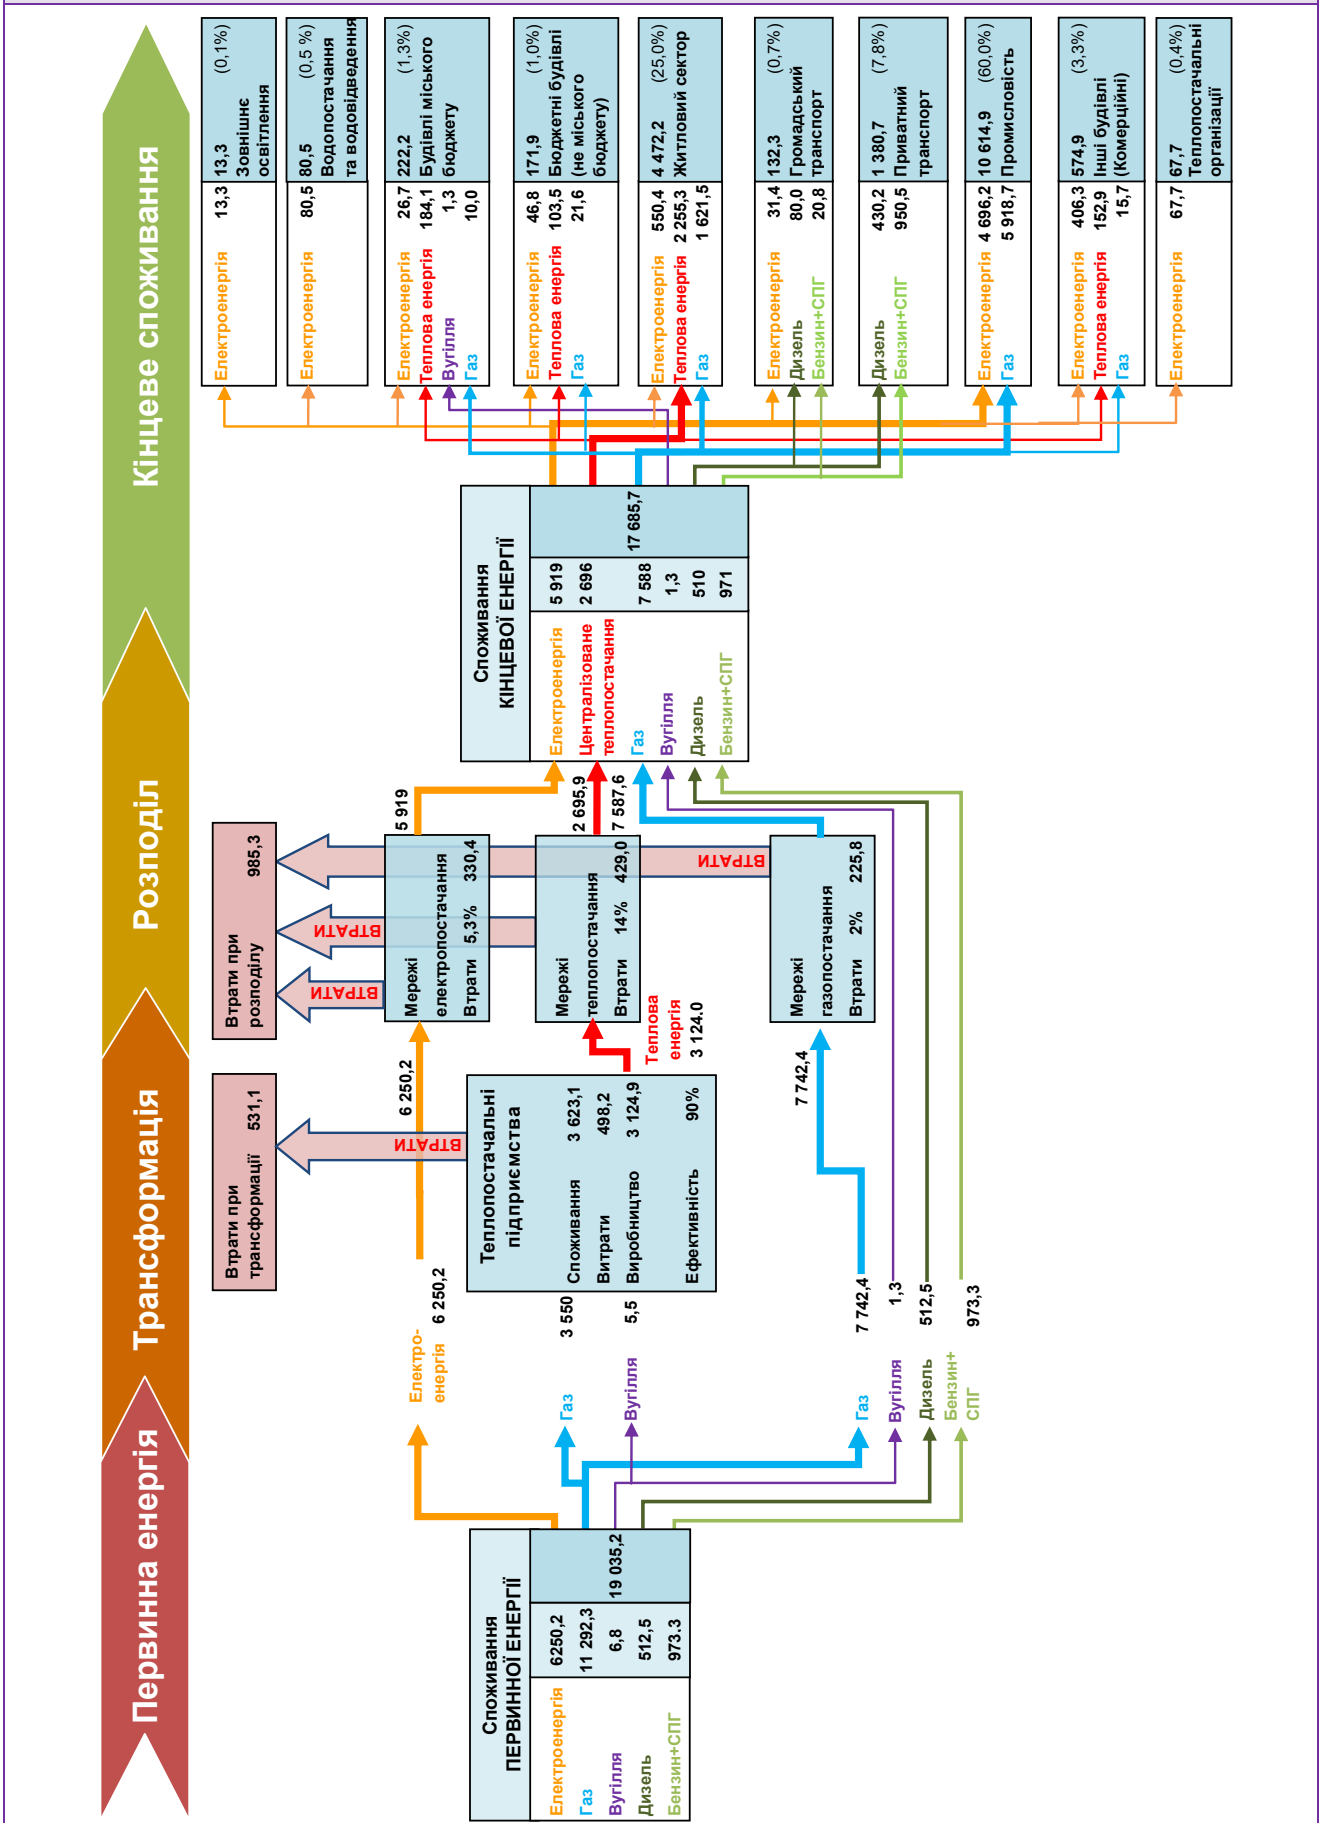 Первинна енергія
Трансформація
Розподіл
Кінцеве споживання
Споживання
ПЕРВИННОЇ ЕНЕРГІЇ
Електроенергія 6250,2
Газ 11 292,3
Вугілля 6,8
Дизель 512,5
Бензин+СПГ 973.3
19 035,2
Електро-
енергія 6 250,2
6 250,2
Газ
3 550
Вугілля
5,5
Газ
7 742,4
7 742,4
Вугілля
1,3
Дизель
512,5
Бензин+
СПГ
973,3
Втрати при
трансформації 531,1
ВТРАТИ
Теплопостачальні
підприємства
Споживання 3 623,1
Витрати 498,2
Виробництво 3 124,9
Ефективність 90%
Теплова
енергія
3 124.0
Втрати при
розподілу 985,3
ВТРАТИ
ВТРАТИ
ВТРАТИ
Мережі
електропостачання
Втрати 5,3% 330,4
Мережі
теплопостачання
Втрати 14% 429,0
Мережі
газопостачання
Втрати 2% 225,8
5 919
2 695,9
7 587,6
Споживання
КІНЦЕВОЇ ЕНЕРГІЇ
Електроенергія 5 919
Централізоване 2 696
теплопостачання
Газ 7 588
Вугілля 1,3
Дизель 510
Бензин+СПГ 971
17 685,7
Електроенергія 13,3
13,3 (0,1%)
Зовнішнє
освітлення
Електроенергія 80,5
80,5 (0,5 %)
Водопостачання
та водовідведення
Електроенергія 26,7
Теплова енергія 184,1
Вугілля 1,3
Газ 10,0
222,2 (1,3%)
Будівлі міського
бюджету
Електроенергія 46,8
Теплова енергія 103,5
Газ 21,6
171,9 (1,0%)
Бюджетні будівлі
(не міського
бюджету)
Електроенергія 550,4
Теплова енергія 2 255,3
Газ 1 621,5
4 472,2 (25,0%)
Житловий сектор
Електроенергія 31,4
Дизель 80,0
Бензин+СПГ 20,8
132,3 (0,7%)
Громадський
транспорт
Дизель 430,2
Бензин+СПГ 950,5
1 380,7 (7,8%)
Приватний
транспорт
Електроенергія 4 696,2
Газ 5 918,7
10 614,9 (60,0%)
Промисловість
Електроенергія 406,3
Теплова енергія 152,9
Газ 15,7
574,9 (3,3%)
Інші будівлі
(Комерційні)
Електроенергія 67,7
67,7 (0,4%)
Теплопостачальні
організації